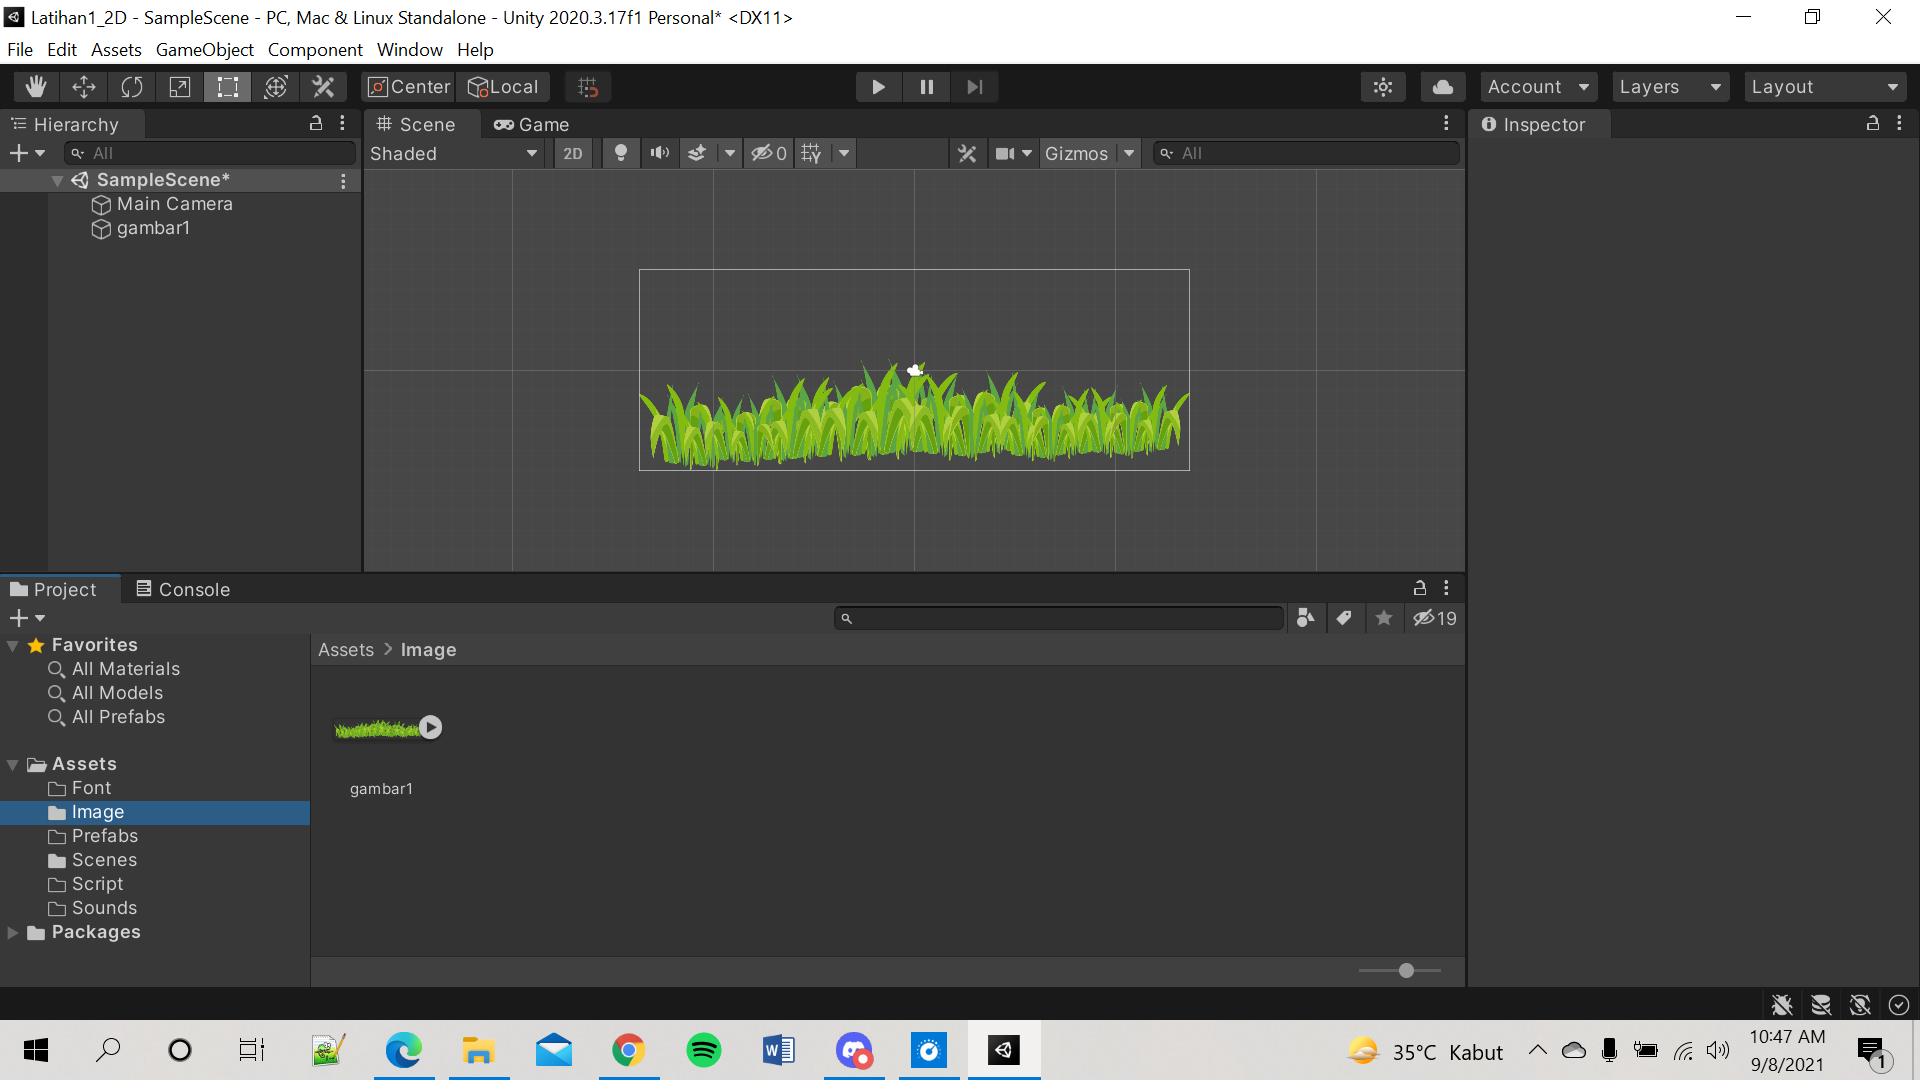 Latihan1_2D - SampleScene - PC, Mac & Linux Standalone - Unity 2020.3.17f1 Personal* <DX11>
File Edit Assets GameObject Component Window Help
Center Local Account Layers Layout
Hierarchy
All
SampleScene*
Main Camera
gambar1
Scene Game
Shaded 2D 0 Gizmos All
Inspector
Project Console
19
Favorites
All Materials
All Models
All Prefabs
Assets
Font
Image
Prefabs
Scenes
Script
Sounds
Packages
Assets > Image
gambar1
35°C Kabut
10:47 AM
9/8/2021
1